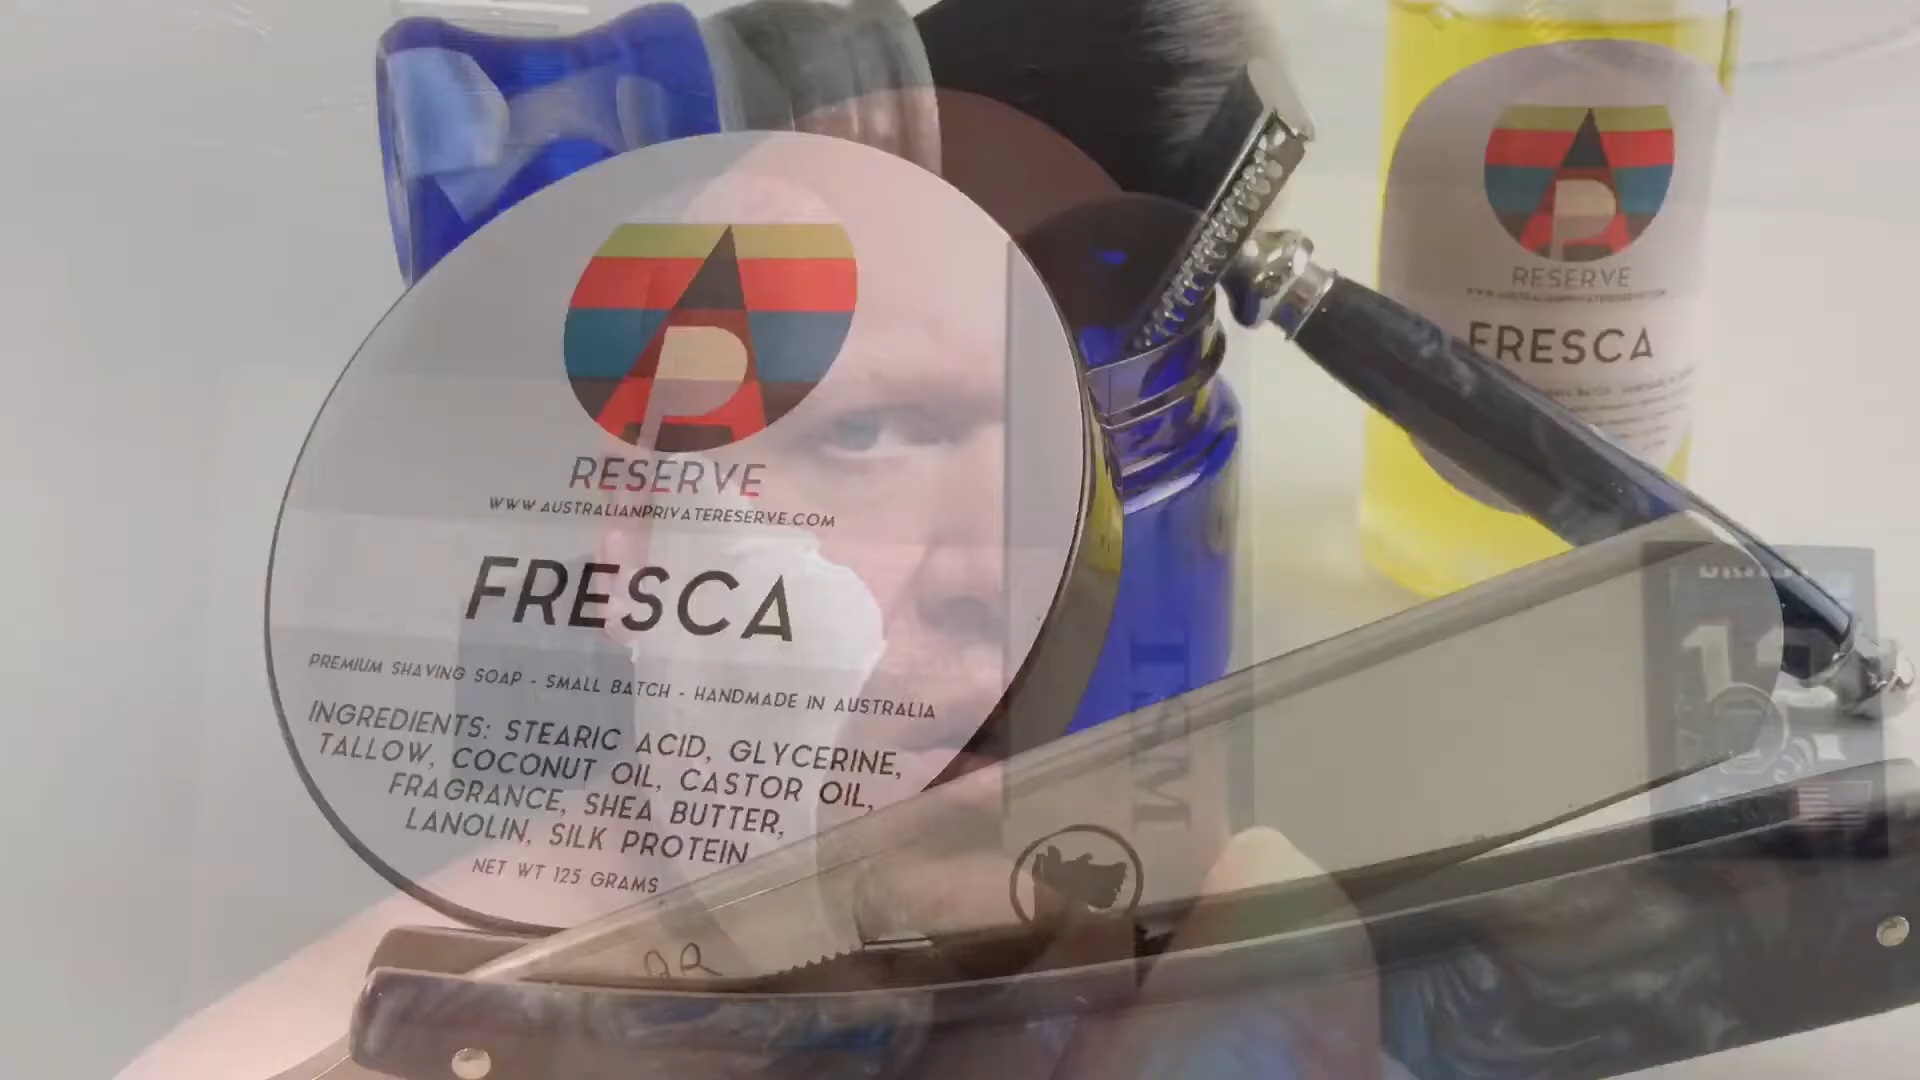 RESERVE
WWW.AUSTRALIANPRIVATERESERVE.COM
FRESCA
PREMIUM SHAVING SOAP - SMALL BATCH - HANDMADE IN AUSTRALIA
INGREDIENTS: STEARIC ACID, GLYCERINE,
TALLOW, COCONUT OIL, CASTOR OIL,
FRAGRANCE, SHEA BUTTER,
LANOLIN, SILK PROTEIN
NET WT 125 GRAMS
RESERVE
WWW.AUSTRALIANPRIVATERESERVE.COM
FRESCA